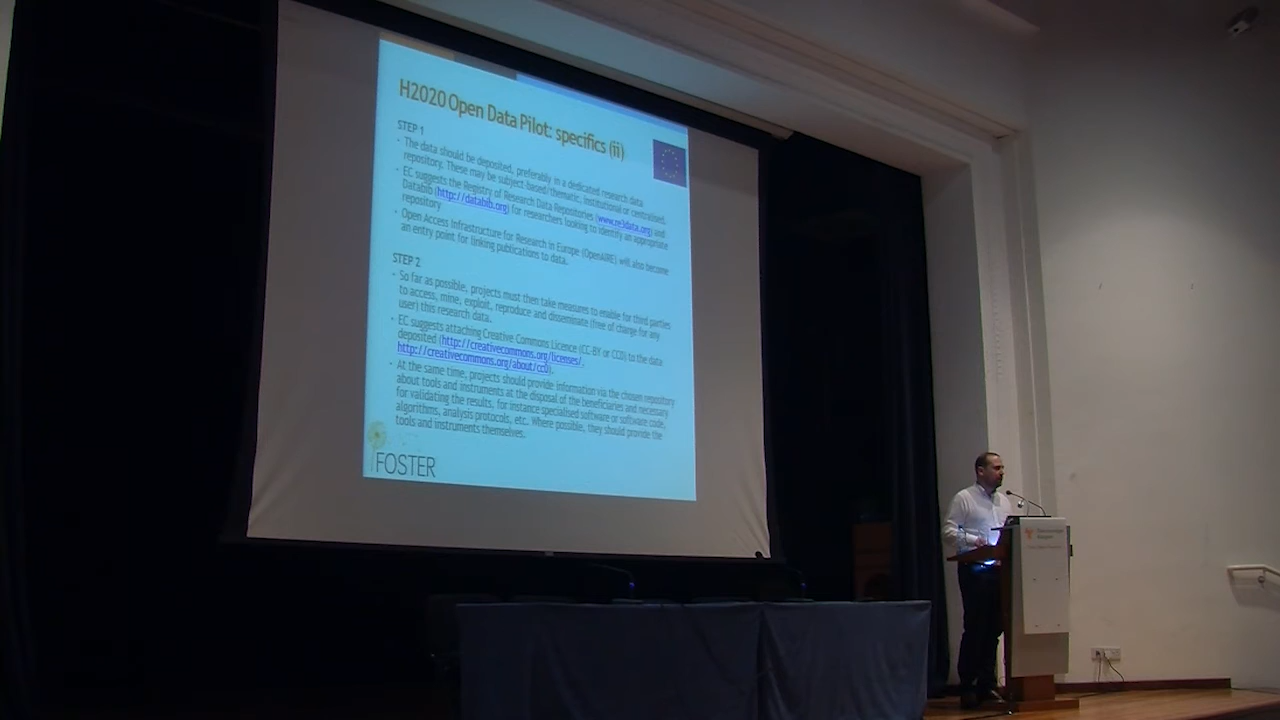 H2020 Open Data Pilot: specifics (ii)
STEP 1
- The data should be deposited, preferably in a dedicated research data
repository. These may be subject-based/thematic, institutional or centralised.
- EC suggests the Registry of Research Data Repositories (www.re3data.org) and
Databib (http://databib.org) for researchers looking to identify an appropriate
repository
- Open Access Infrastructure for Research in Europe (OpenAIRE) will also become
an entry point for linking publications to data.
STEP 2
- So far as possible, projects must then take measures to enable for third parties
to access, mine, exploit, reproduce and disseminate (free of charge for any
user) this research data.
- EC suggests attaching Creative Commons Licence (CC-BY or CC0) to the data
deposited (http://creativecommons.org/licenses/,
http://creativecommons.org/about/cc0).
- At the same time, projects should provide information via the chosen repository
about tools and instruments at the disposal of the beneficiaries and necessary
for validating the results, for instance specialised software or software code,
algorithms, analysis protocols, etc. Where possible, they should provide the
tools and instruments themselves.
FOSTER